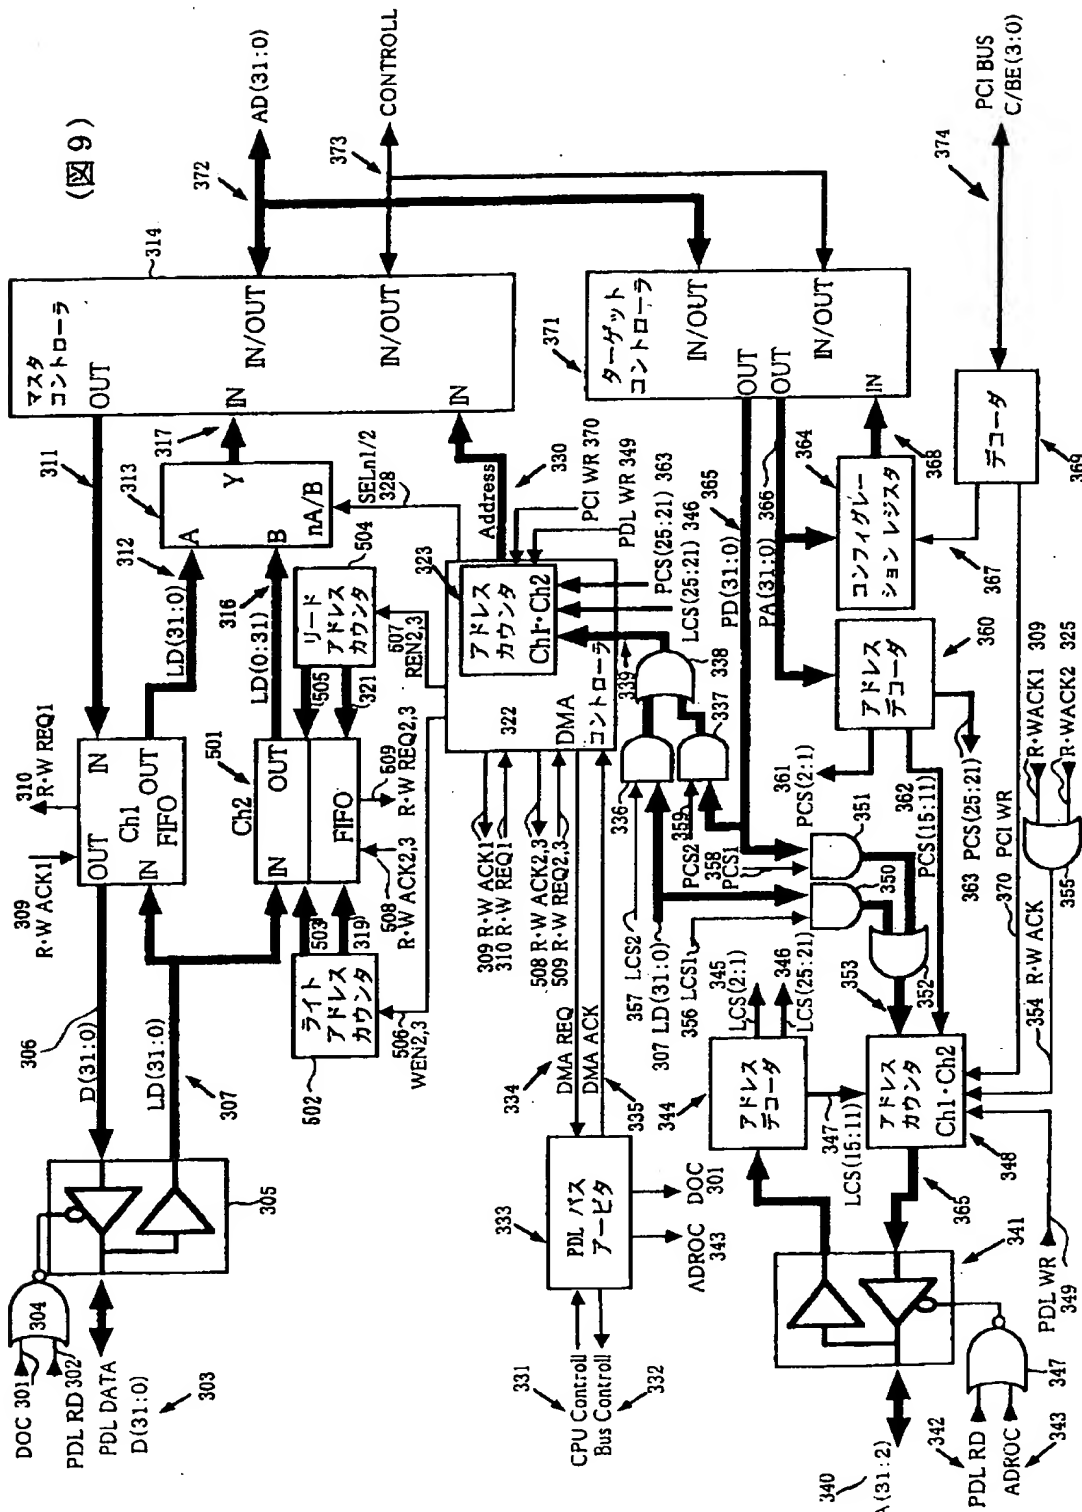 (図9)
DOC 301
PDL RD 302
PDL DATA
D(31:0)
303
304
305
306
D(31:0)
LD(31:0)
307
309
R·W ACK1
310
R·W REQ1
OUT
IN
Ch1
FIFO
IN
OUT
311
LD(31:0)
312
313
A
Y
B
nA/B
317
マスタ
コントローラ
314
OUT
IN
IN/OUT
IN/OUT
IN
372
AD(31:0)
373
CONTROLL
Ch2
501
IN
OUT
FIFO
LD(0:31)
316
SELn1/2
328
リード
アドレス
カウンタ
504
505
321
507
REN2,3
509
R·W REQ2,3
508
R·W ACK2,3
503
319
ライト
アドレス
カウンタ
502
506
WEN2,3
323
アドレス
カウンタ
Ch1·Ch2
322
DMA
コントローラ
Address
330
PCI WR 370
PDL WR 349
PCS(25:21) 363
LCS(25:21) 346
309 R·W ACK1
310 R·W REQ1
508 R·W ACK2,3
509 R·W REQ2,3
334
DMA REQ
DMA ACK
335
339
338
337
336
359
PCS2
358
PCS1
357 LCS2
307 LD(31:0)
356 LCS1
351
350
353
352
331
CPU Controll
Bus Controll
332
333
PDL バス
アービタ
DOC
301
ADROC
343
ターゲット
コントローラ
371
IN/OUT
OUT
OUT
IN/OUT
IN
PD(31:0)
365
PA(31:0)
366
364
コンフィグレー
ション レジスタ
368
367
デコーダ
369
374
PCI BUS
C/BE(3:0)
アドレス
デコーダ
360
361
PCS(2:1)
362
PCS(15:11)
363 PCS(25:21)
370 PCI WR
R·WACK1 309
R·WACK2 325
355
354 R·W ACK
344
アドレス
デコーダ
345
LCS(2:1)
346
LCS(25:21)
347
LCS(15:11)
アドレス
カウンタ
Ch1·Ch2
348
365
341
PDL WR
349
340
A(31:2)
342
PDL RD
ADROC
343
347